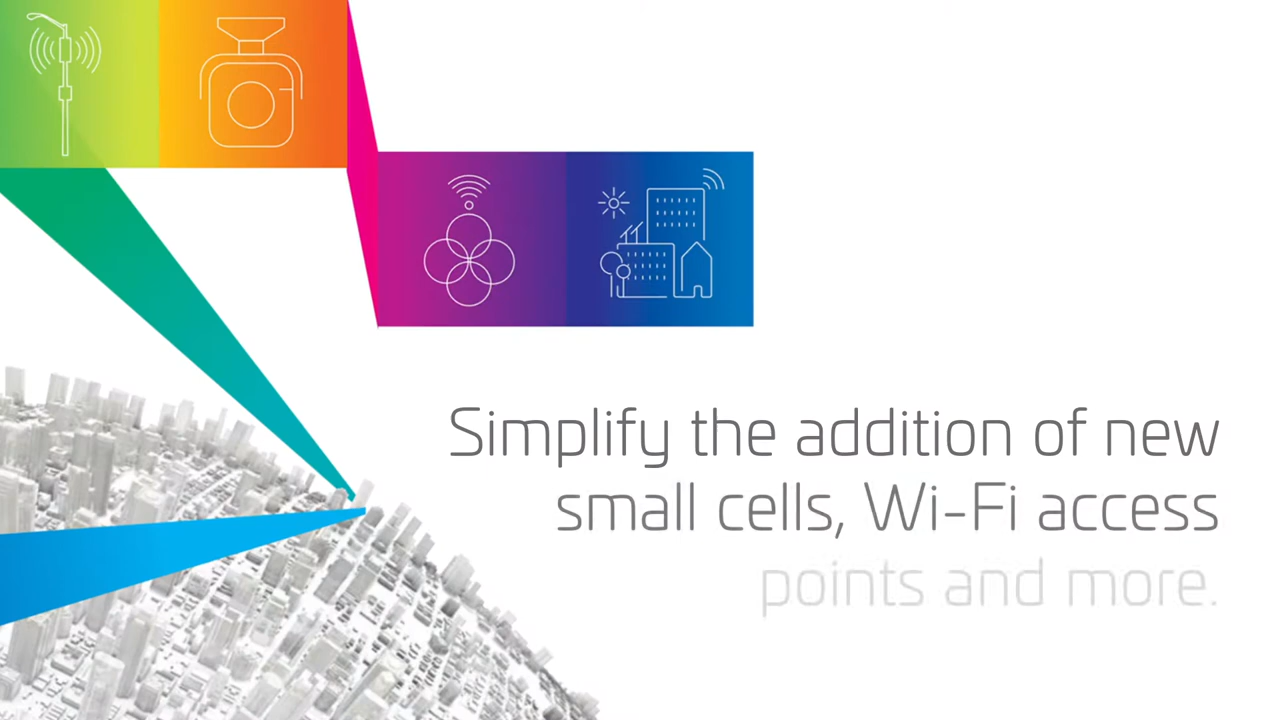 Simplify the addition of new
small cells, Wi-Fi access
points and more.